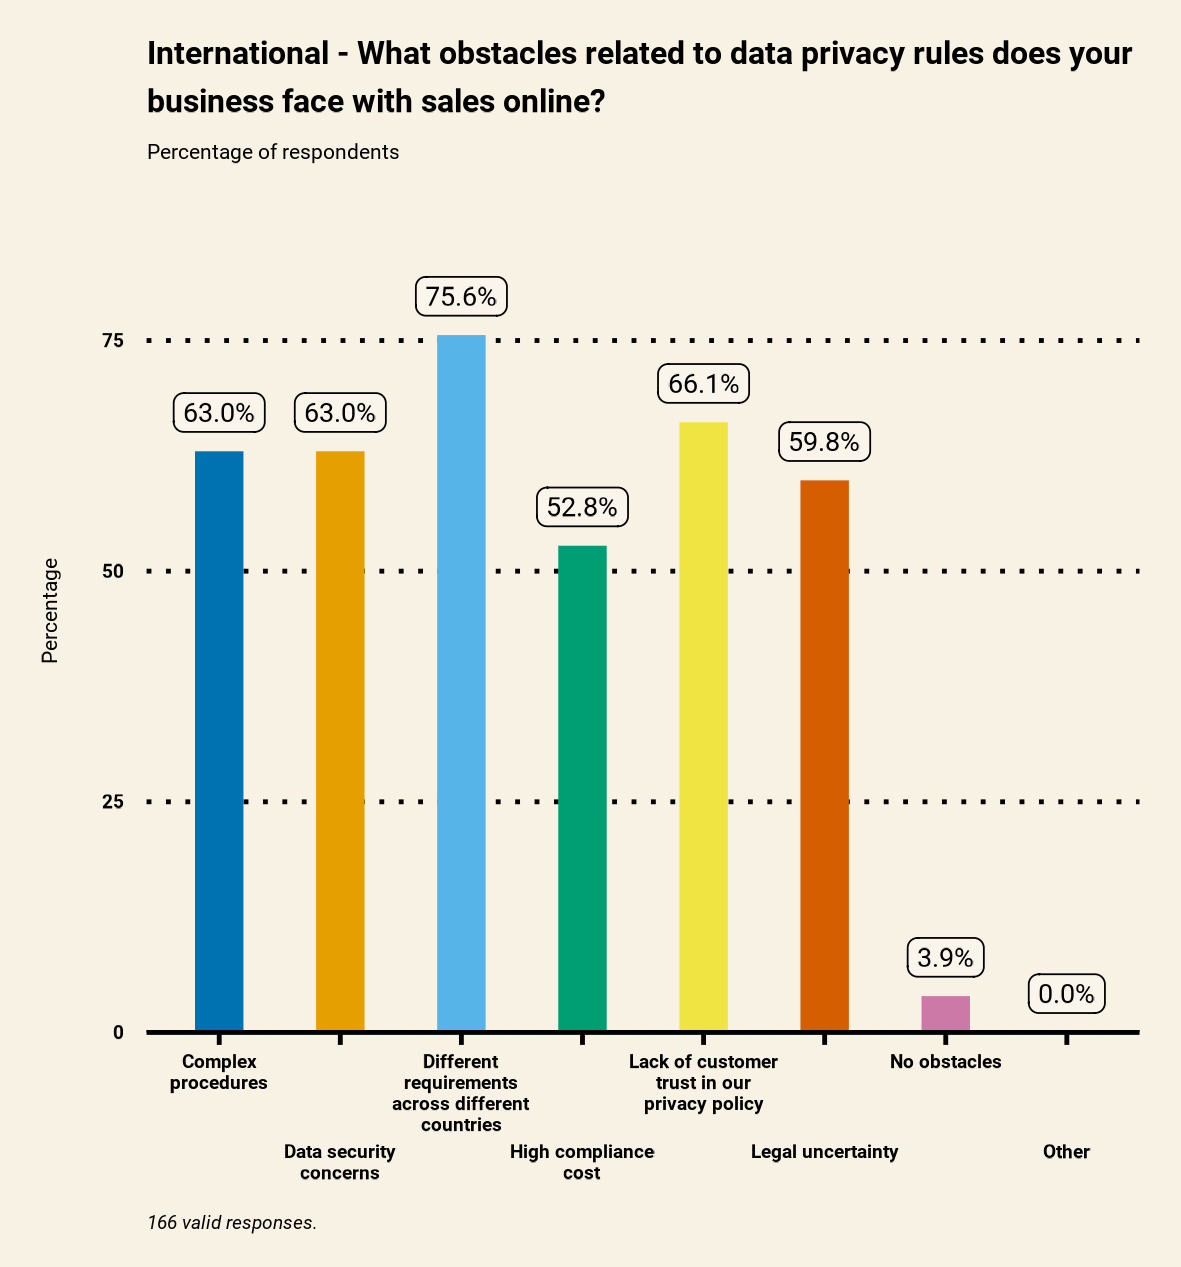 International - What obstacles related to data privacy rules does your
business face with sales online?
Percentage of respondents
75.6%
75
66.1%
63.0% 63.0%
59.8%
52.8%
50
Percentage
25
3.9%
0.0%
0
Complex
procedures
Different
requirements
across different
countries
Lack of customer
trust in our
privacy policy
No obstacles
Data security
concerns
High compliance
cost
Legal uncertainty
Other
166 valid responses.